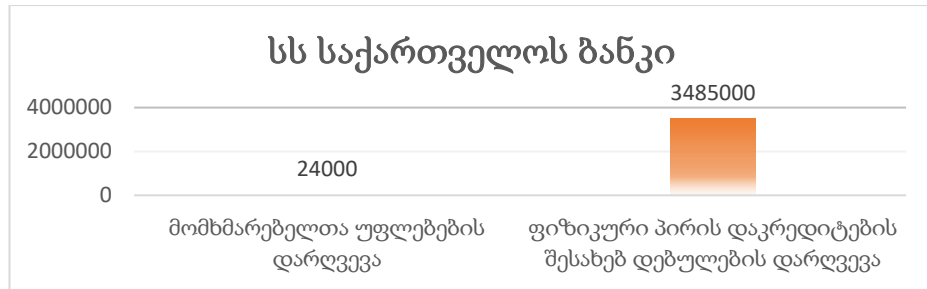 სს საქართველოს ბანკი
3485000
4000000
2000000
24000
0
მომხმარებელთა უფლებების
დარღვევა
ფიზიკური პირის დაკრედიტების
შესახებ დებულების დარღვევა